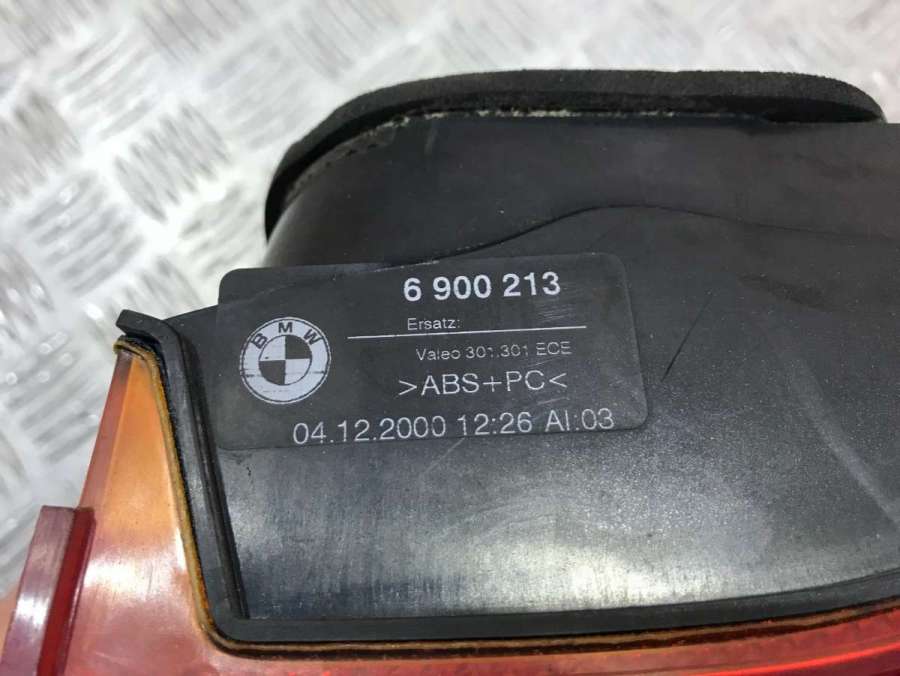 6 900 213
Ersatz:
BMW
Valeo 301.301 ECE
>ABS+PC<
04.12.2000 12:26 AI:03